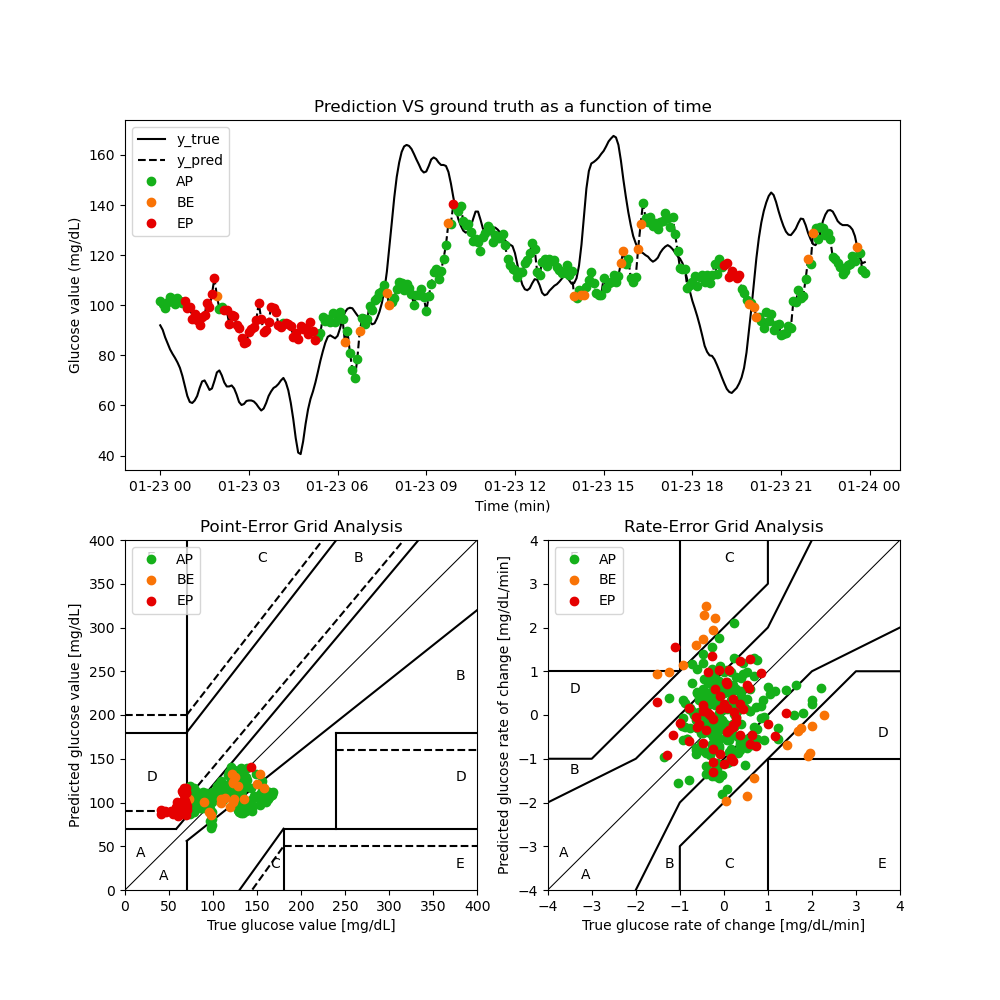 Prediction VS ground truth as a function of time
y_true
y_pred
AP
BE
EP
160
140
120
100
80
60
40
Glucose value (mg/dL)
01-23 00 01-23 03 01-23 06 01-23 09 01-23 12 01-23 15 01-23 18 01-23 21 01-24 00
Time (min)
Point-Error Grid Analysis
AP
BE
EP
C
B
B
D
D
A
A
C
E
400
350
300
250
200
150
100
50
0
Predicted glucose value [mg/dL]
0 50 100 150 200 250 300 350 400
True glucose value [mg/dL]
Rate-Error Grid Analysis
AP
BE
EP
C
D
D
B
A
A
B
C
E
4
3
2
1
0
−1
−2
−3
−4
Predicted glucose rate of change [mg/dL/min]
−4 −3 −2 −1 0 1 2 3 4
True glucose rate of change [mg/dL/min]